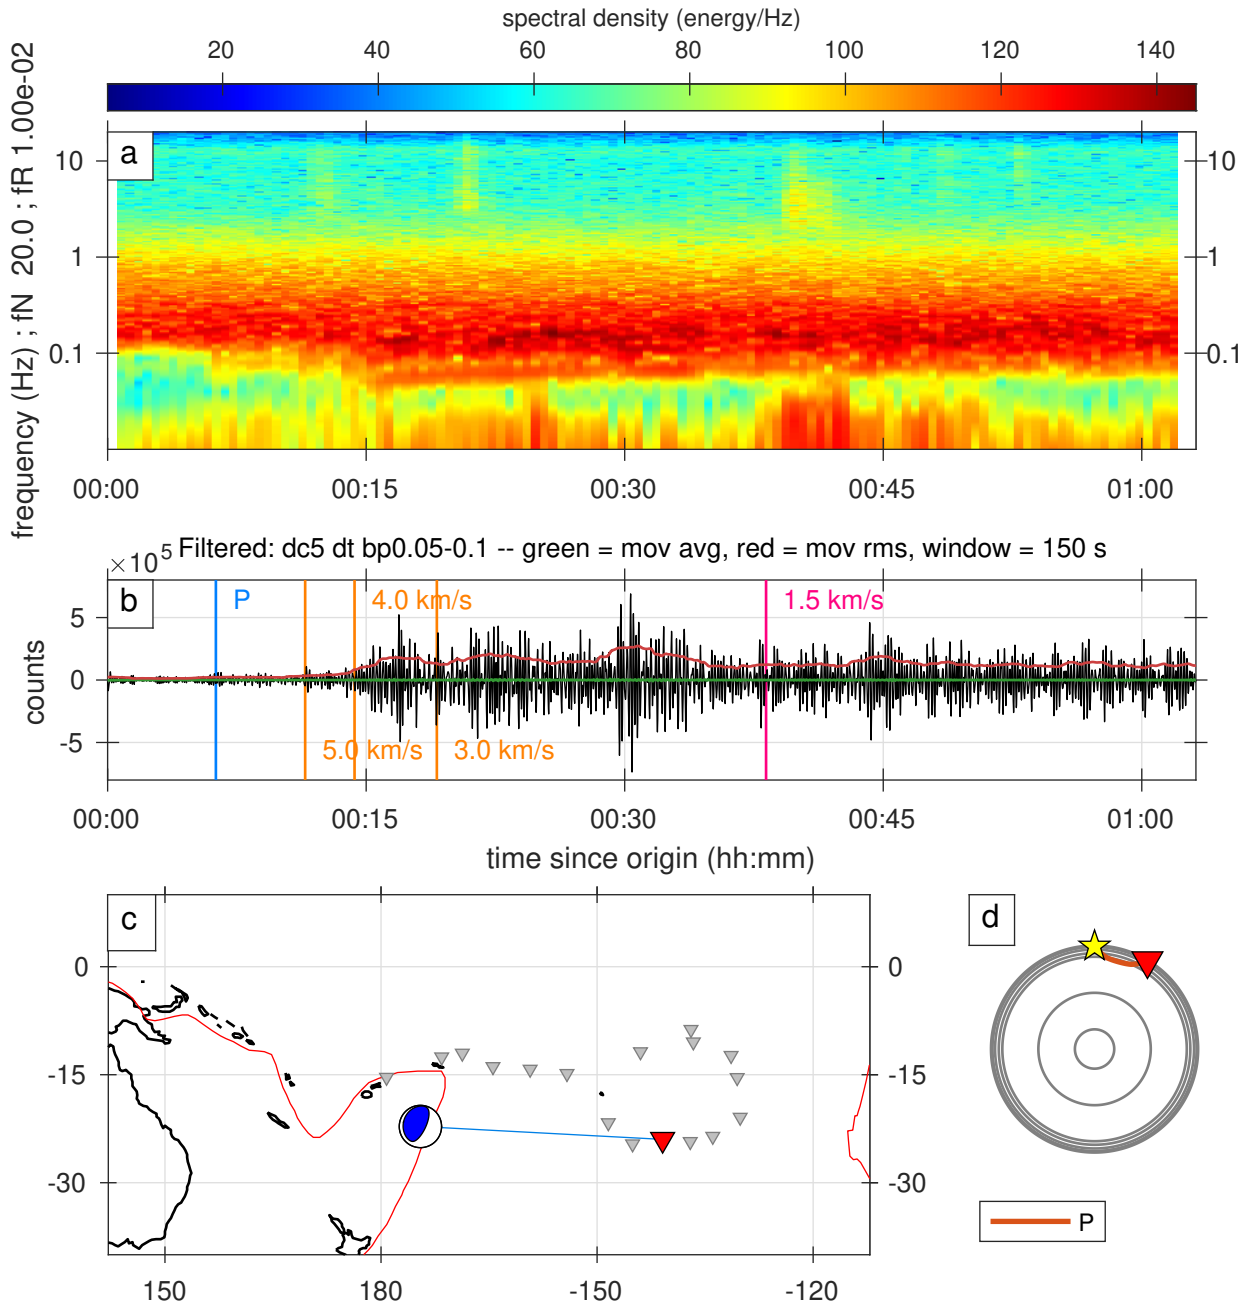 spectral density (energy/Hz)
20 40 60 80 100 120 140
a
frequency (Hz) ; fN 20.0 ; fR 1.00e-02
10 10
1 1
0.1 0.1
00:00 00:15 00:30 00:45 01:00
×10^5 Filtered: dc5 dt bp0.05-0.1 -- green = mov avg, red = mov rms, window = 150 s
b P 4.0 km/s 1.5 km/s
counts
5
0
-5
5.0 km/s 3.0 km/s
00:00 00:15 00:30 00:45 01:00
time since origin (hh:mm)
c d
0 0
-15 -15
-30 -30
P
150 180 -150 -120